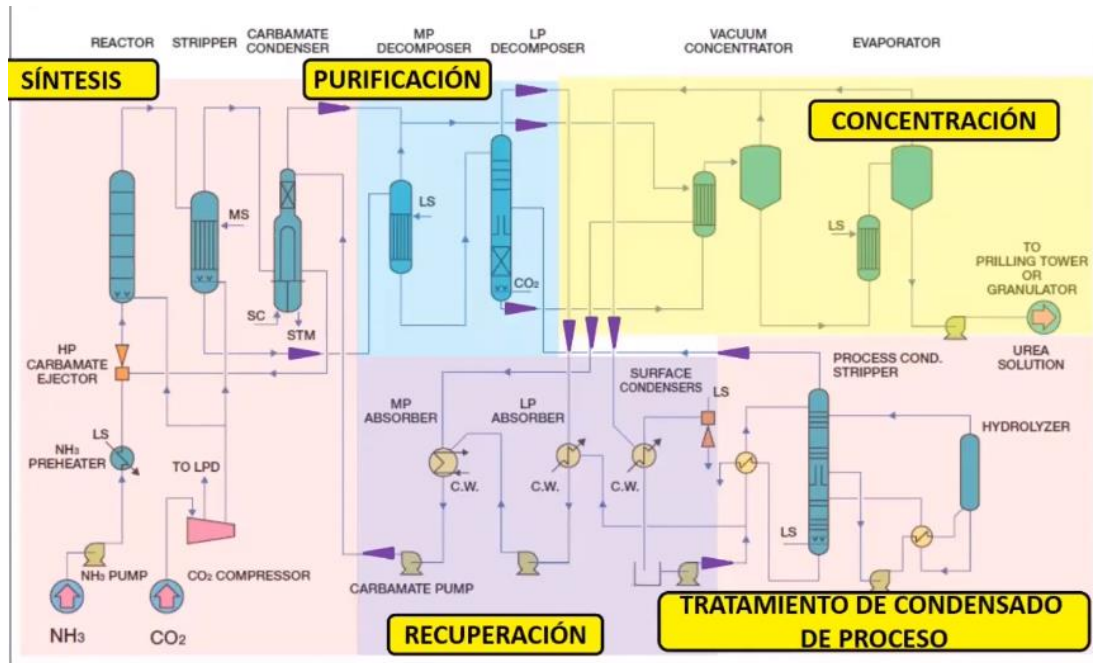 REACTOR
STRIPPER
CARBAMATE
CONDENSER
MP
DECOMPOSER
LP
DECOMPOSER
VACUUM
CONCENTRATOR
EVAPORATOR
SÍNTESIS
PURIFICACIÓN
CONCENTRACIÓN
MS
LS
LS
CO₂
SC
STM
TO
PRILLING TOWER
OR
GRANULATOR
UREA
SOLUTION
HP
CARBAMATE
EJECTOR
LS
NH₃
PREHEATER
TO LPD
NH₃ PUMP
CO₂ COMPRESSOR
NH₃
CO₂
MP
ABSORBER
LP
ABSORBER
SURFACE
CONDENSERS
LS
C.W.
C.W.
C.W.
CARBAMATE PUMP
PROCESS COND.
STRIPPER
HYDROLYZER
LS
RECUPERACIÓN
TRATAMIENTO DE CONDENSADO
DE PROCESO